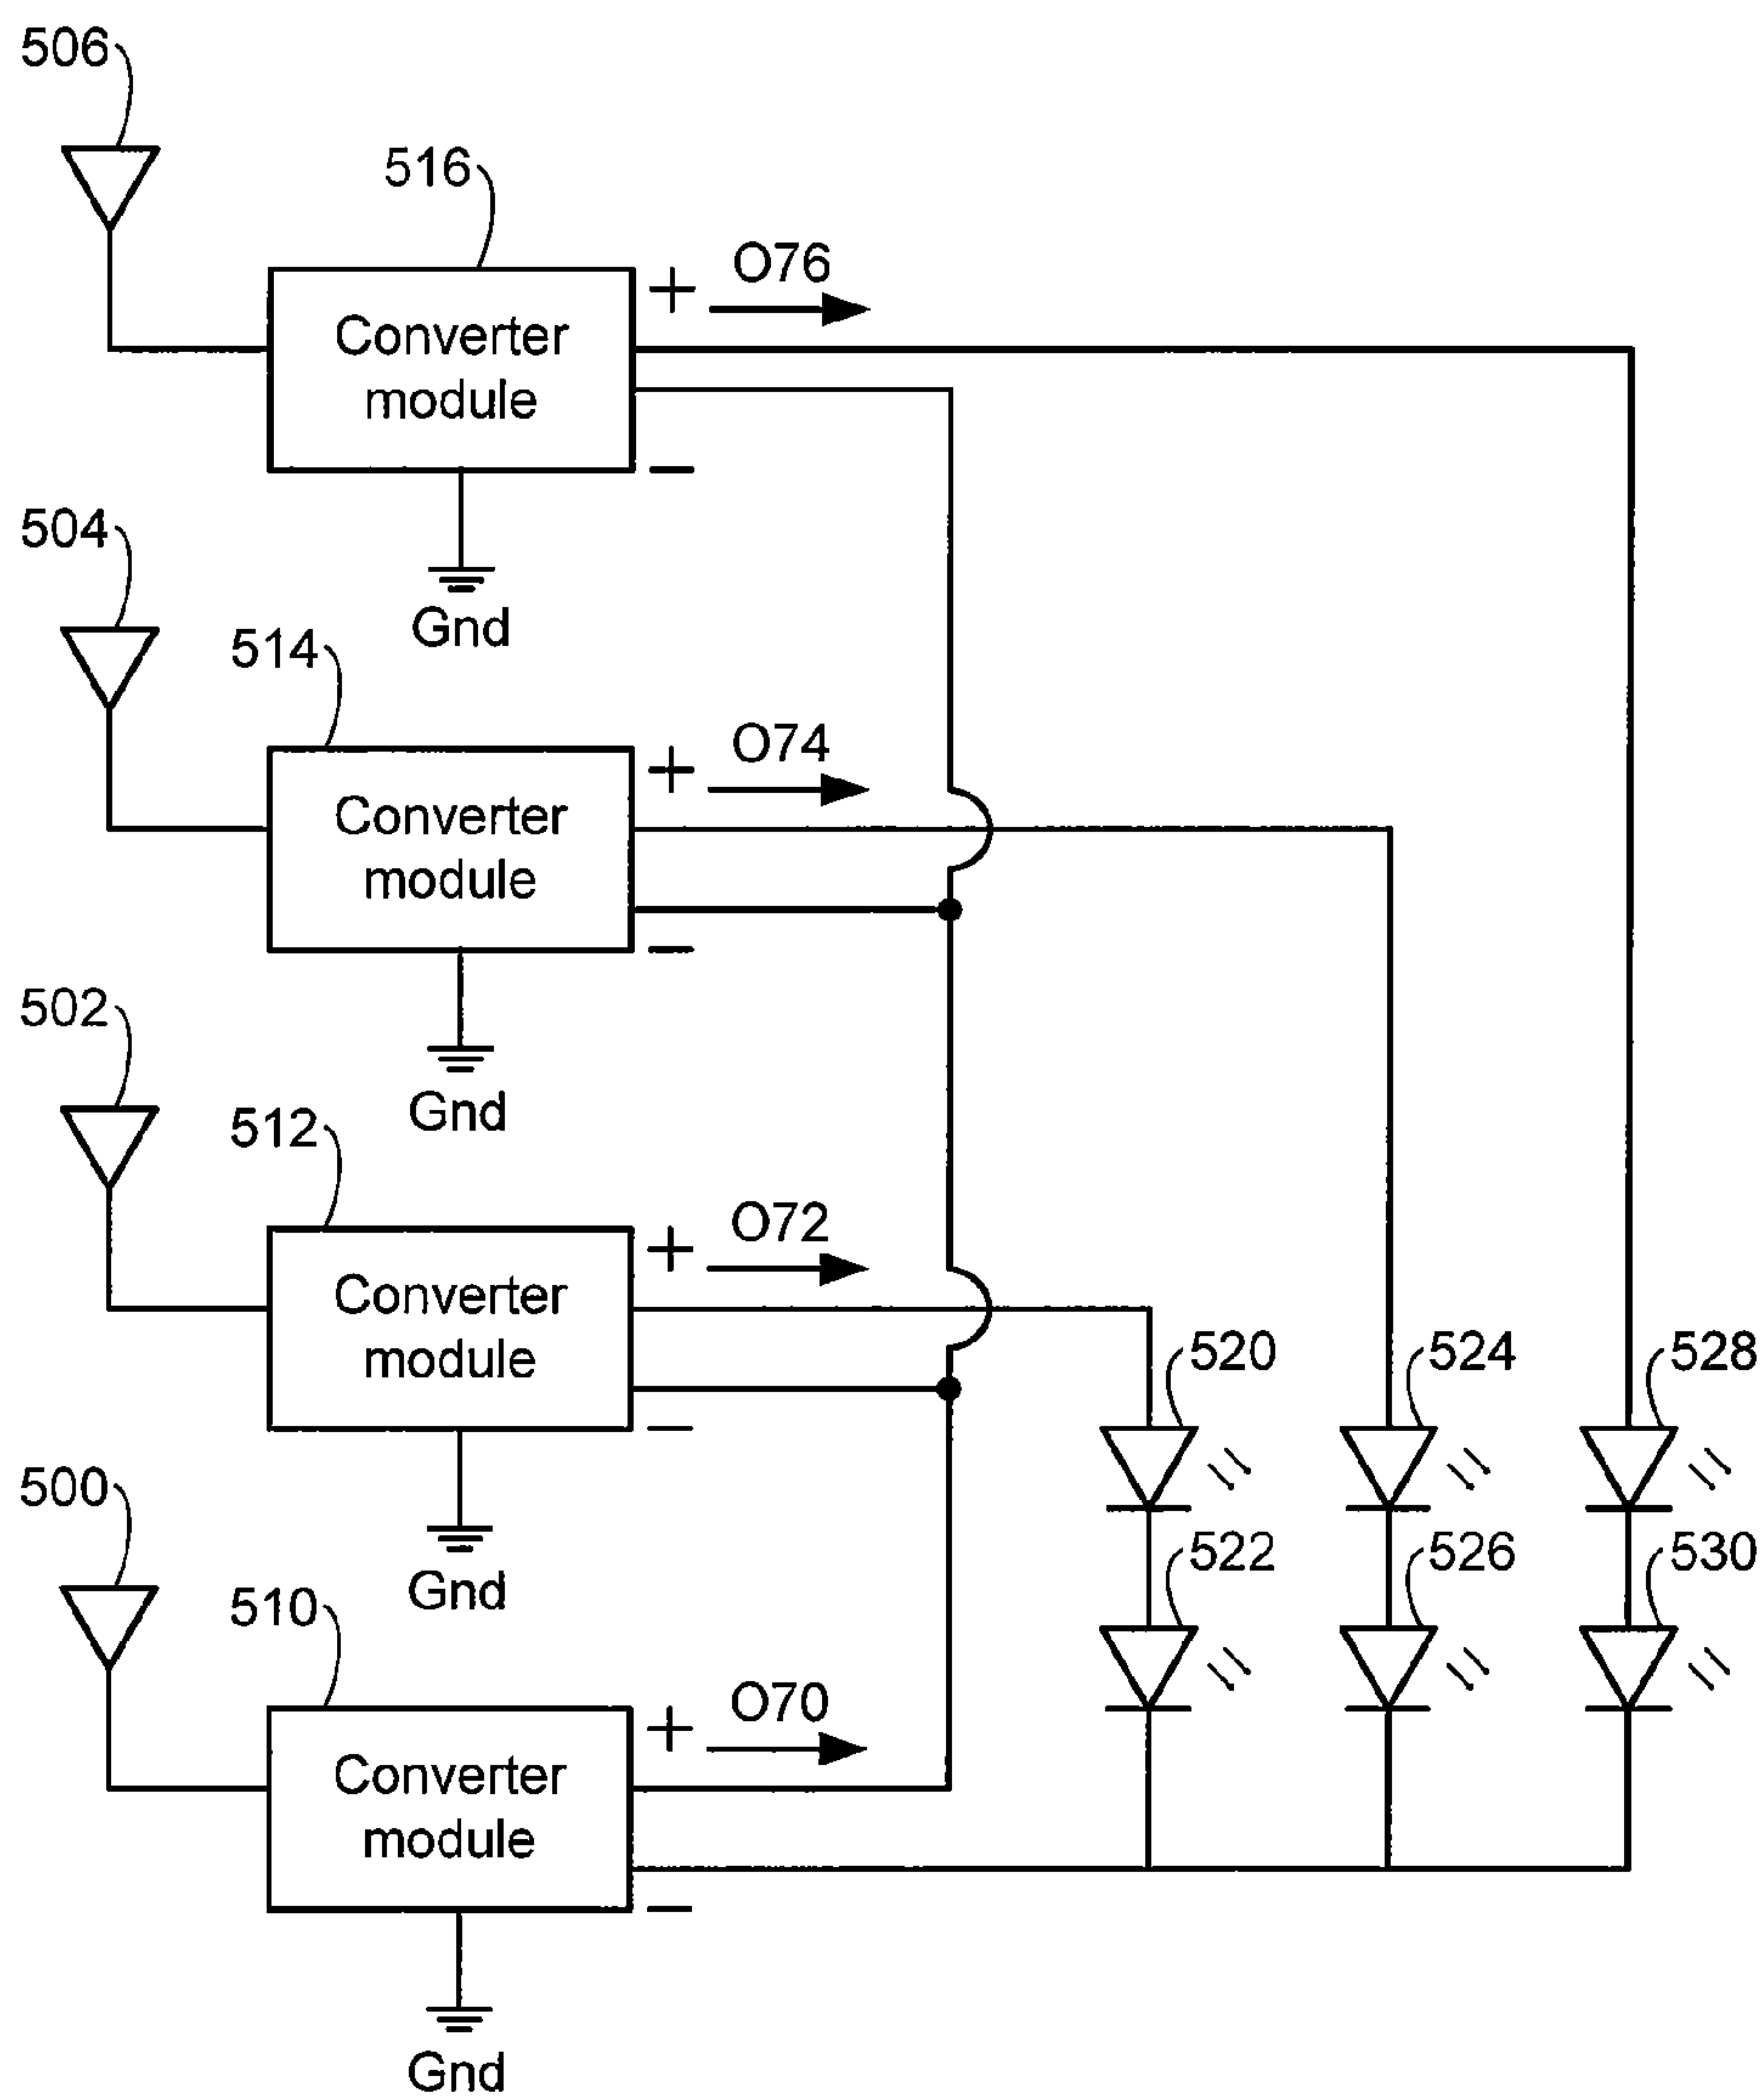 506
516
+ O76
Converter
module
−
Gnd
504
514
+ O74
Converter
module
−
Gnd
502
512
+ O72
Converter
module
−
Gnd
520
524
528
522
526
530
500
510
+ O70
Converter
module
−
Gnd